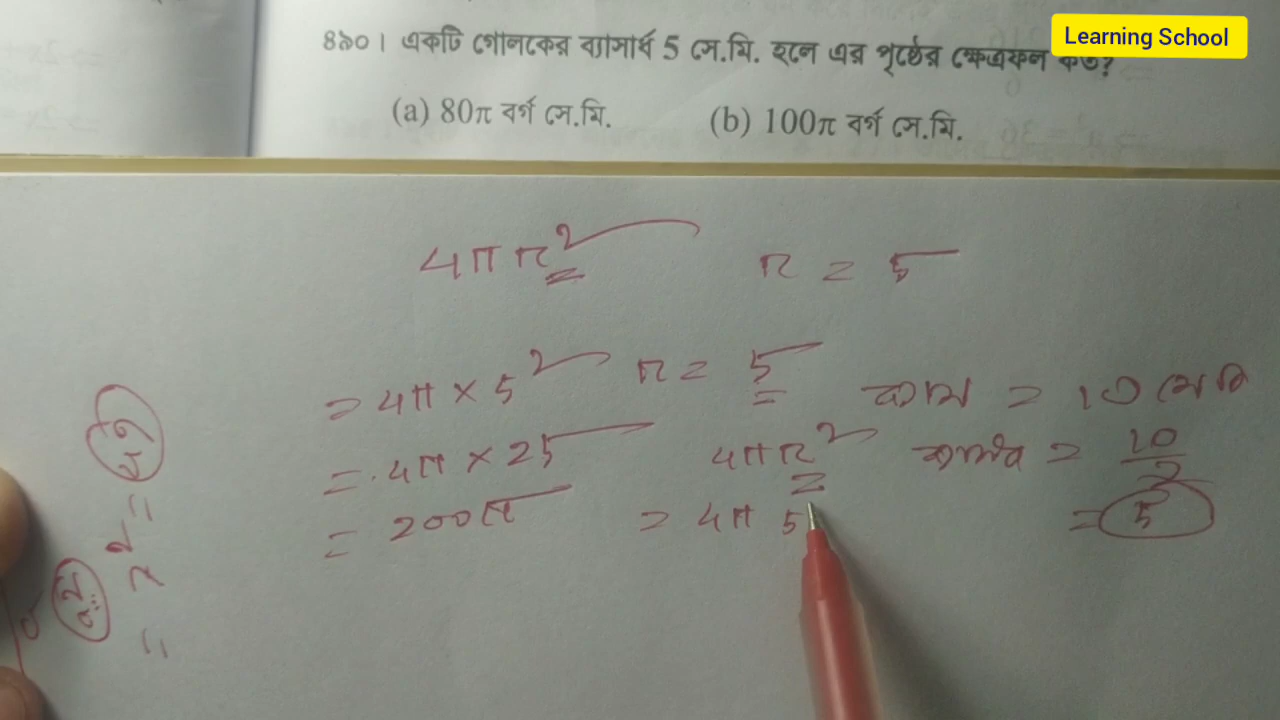 Learning School
৪৯০। একটি গোলকের ব্যাসার্ধ 5 সে.মি. হলে এর পৃষ্ঠের ক্ষেত্রফল কত?
(a) 80π বর্গ সে.মি. (b) 100π বর্গ সে.মি.
4πr² r = 5
= 4π × 5² r = 5
= 4π × 25
= 200π
ব্যাস = 10 সেমি
4πr²
= 10/2
= 4π 5
= 5